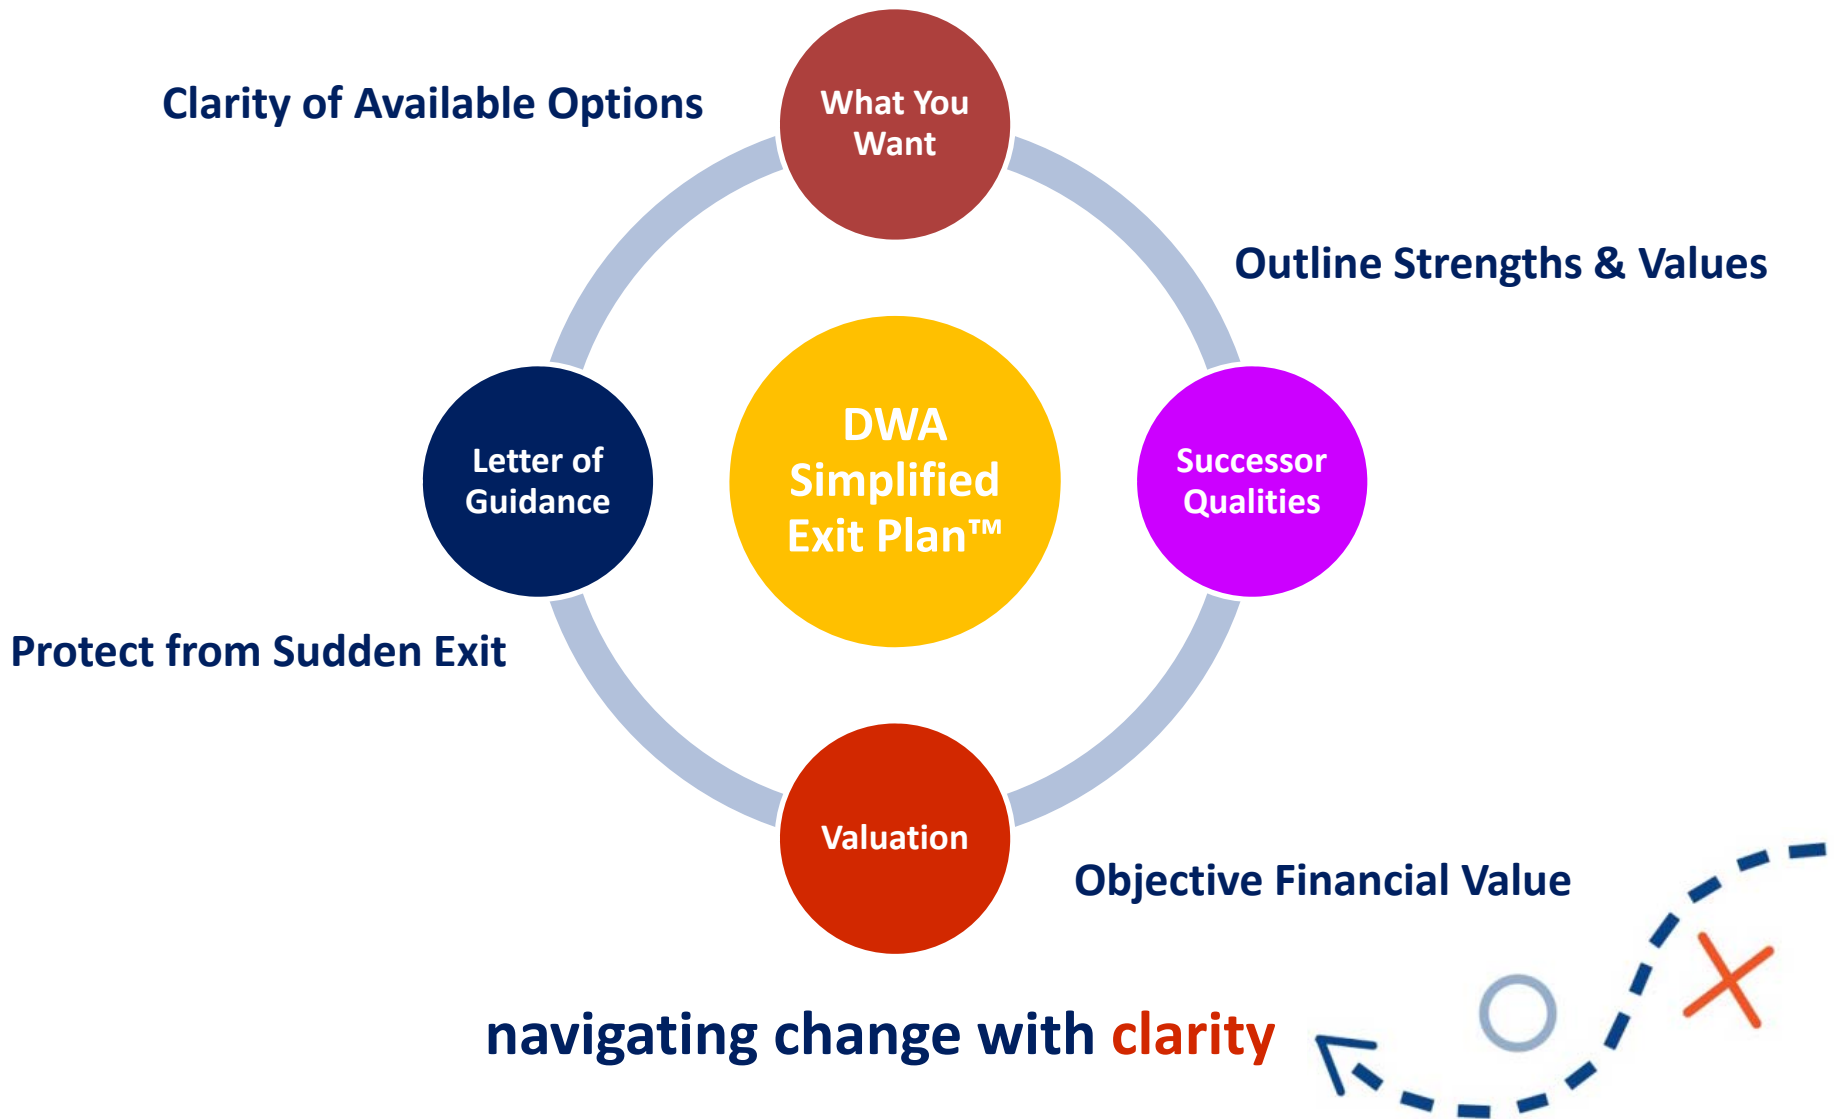 What You
Want
Clarity of Available Options
Outline Strengths & Values
DWA
Simplified
Exit Plan™
Letter of
Guidance
Successor
Qualities
Protect from Sudden Exit
Valuation
Objective Financial Value
navigating change with clarity